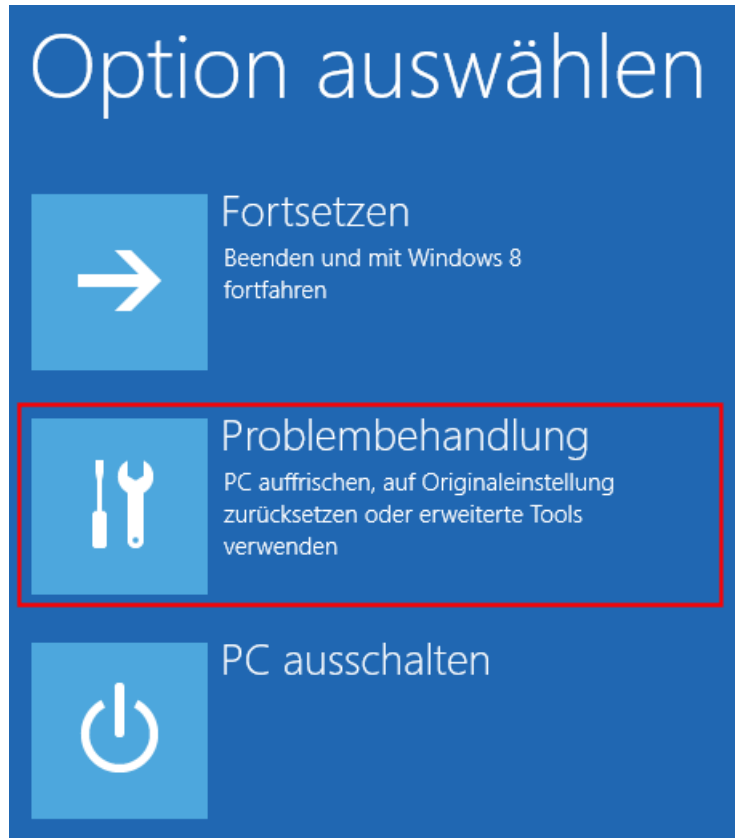 Option auswählen
Fortsetzen
Beenden und mit Windows 8
fortfahren
Problembehandlung
PC auffrischen, auf Originaleinstellung
zurücksetzen oder erweiterte Tools
verwenden
PC ausschalten